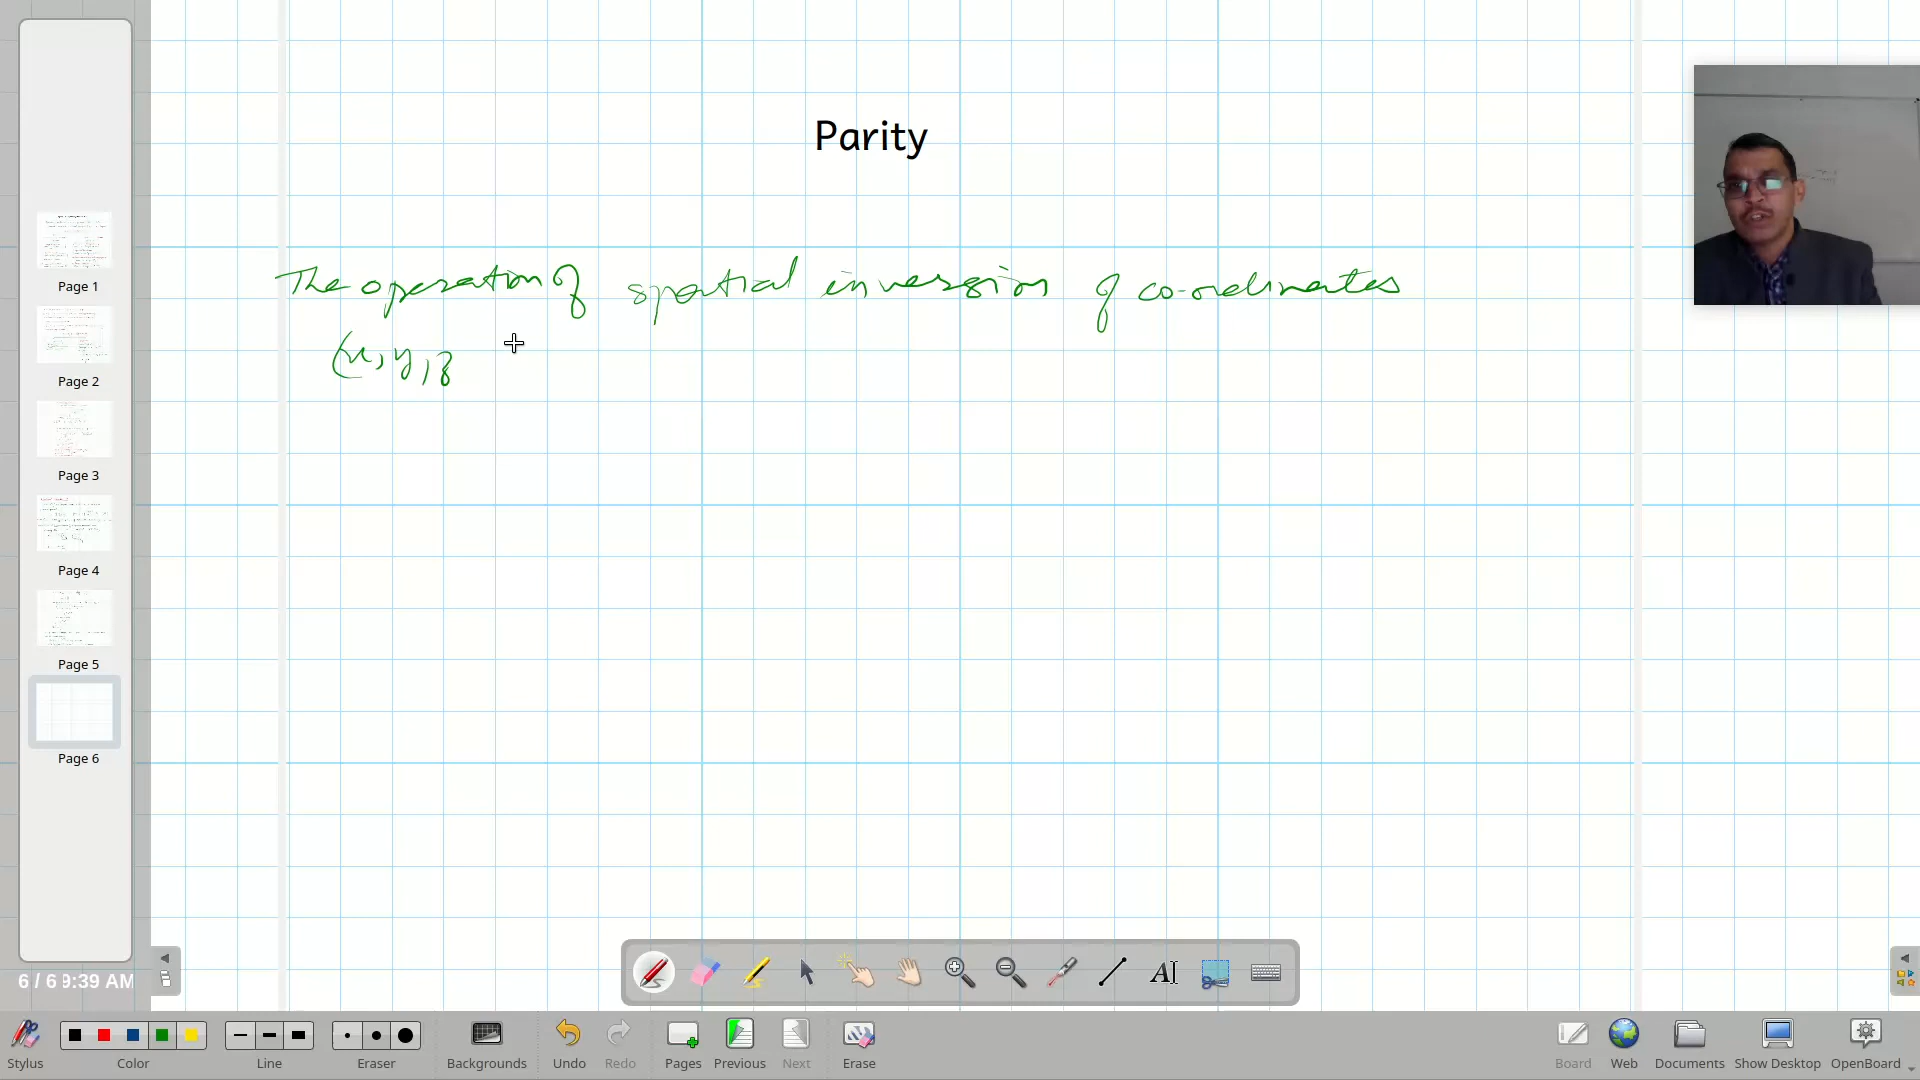 Parity
The operation of spatial inversion of co-ordinates
(x, y, z
Page 1
Page 2
Page 3
Page 4
Page 5
Page 6
6 / 6 9:39 AM
Stylus
Color
Line
Eraser
Backgrounds
Undo
Redo
Pages
Previous
Next
Erase
Board
Web
Documents
Show Desktop
OpenBoard